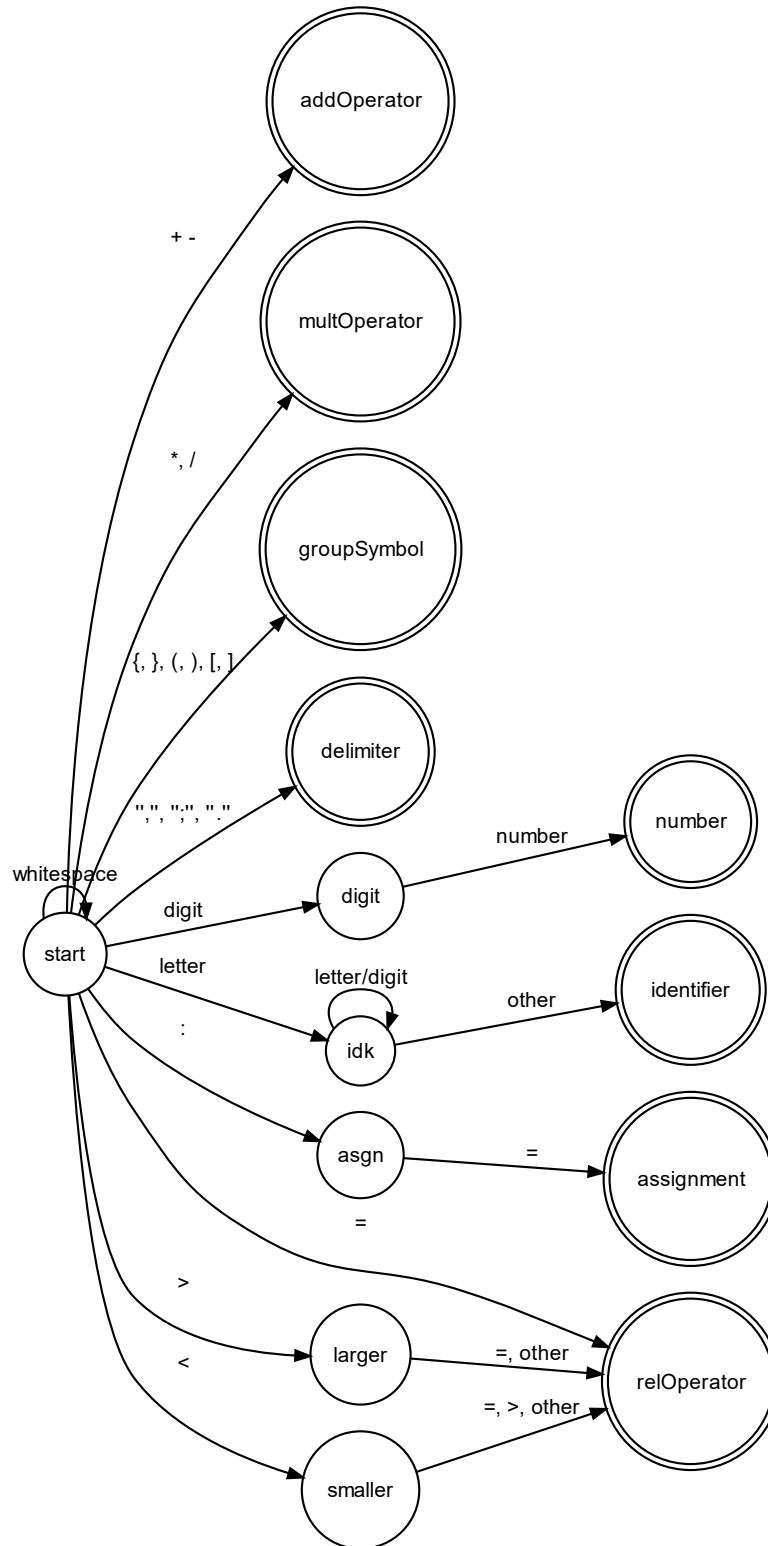 addOperator
+ -
multOperator
*, /
groupSymbol
{, }, (, ), [, ]
delimiter
",", ";", "."
number
number
whitespace
digit
digit
start
letter
letter/digit
other
identifier
:
idk
asgn
=
assignment
=
>
larger
=, other
<
relOperator
=, >, other
smaller